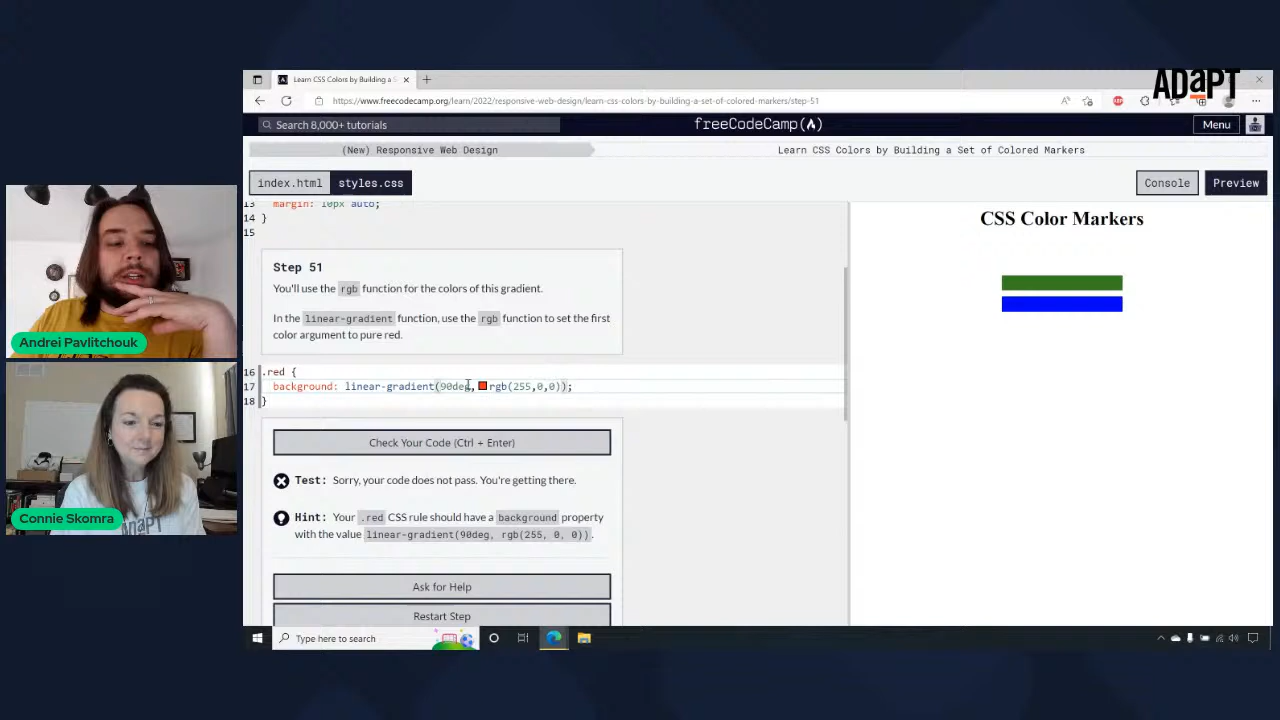 ADAPT
Learn CSS Colors by Building a S
https://www.freecodecamp.org/learn/2022/responsive-web-design/learn-css-colors-by-building-a-set-of-colored-markers/step-51
Search 8,000+ tutorials
freeCodeCamp
Menu
(New) Responsive Web Design
Learn CSS Colors by Building a Set of Colored Markers
index.html
styles.css
Console
Preview
13 margin: 10px auto;
14 }
15
Step 51
You'll use the rgb function for the colors of this gradient.
In the linear-gradient function, use the rgb function to set the first
color argument to pure red.
16 .red {
17 background: linear-gradient(90deg, rgb(255,0,0));
18 }
Check Your Code (Ctrl + Enter)
Test: Sorry, your code does not pass. You're getting there.
Hint: Your .red CSS rule should have a background property
with the value linear-gradient(90deg, rgb(255, 0, 0)).
Ask for Help
Restart Step
CSS Color Markers
Andrei Pavlitchouk
Connie Skomra
ADAPT
Type here to search